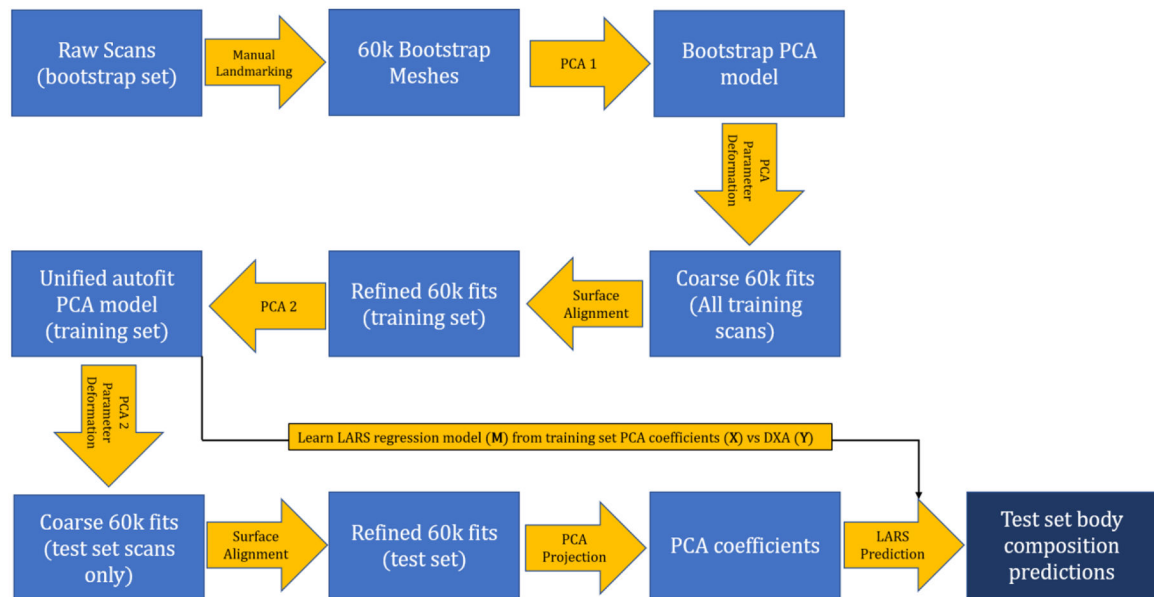 Raw Scans
(bootstrap set)
Manual
Landmarking
60k Bootstrap
Meshes
PCA 1
Bootstrap PCA
model
PCA
Parameter
Deformation
Coarse 60k fits
(All training
scans)
Surface
Alignment
Refined 60k fits
(training set)
PCA 2
Unified autofit
PCA model
(training set)
PCA 2
Parameter
Deformation
Learn LARS regression model (M) from training set PCA coefficients (X) vs DXA (Y)
Coarse 60k fits
(test set scans
only)
Surface
Alignment
Refined 60k fits
(test set)
PCA
Projection
PCA coefficients
LARS
Prediction
Test set body
composition
predictions